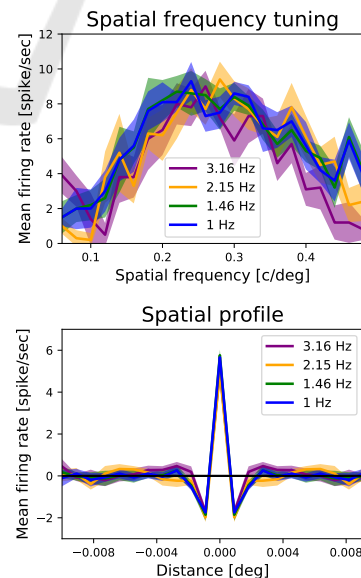 Spatial frequency tuning
12
10
8
6
4
2
0
Mean firing rate [spike/sec]
3.16 Hz
2.15 Hz
1.46 Hz
1 Hz
0.1 0.2 0.3 0.4
Spatial frequency [c/deg]
Spatial profile
6
4
2
0
−2
Mean firing rate [spike/sec]
3.16 Hz
2.15 Hz
1.46 Hz
1 Hz
−0.008 −0.004 0.000 0.004 0.008
Distance [deg]